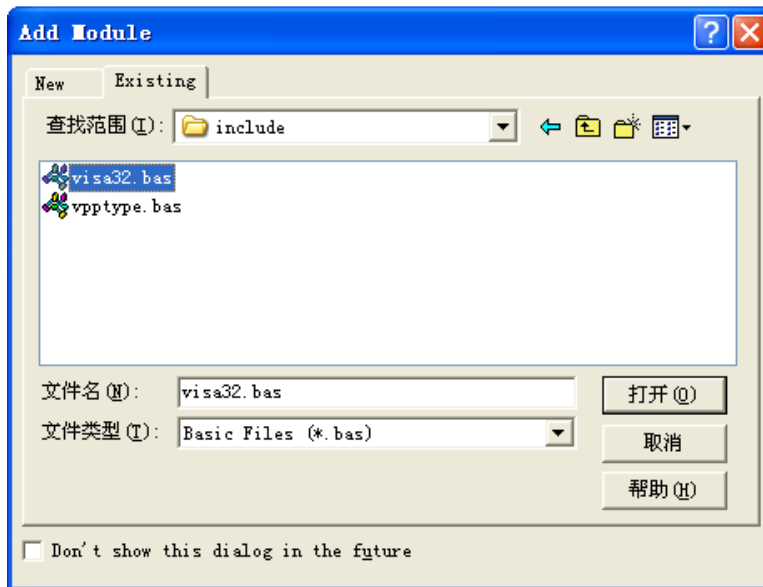 Add Module
New Existing
查找范围(I): include
visa32.bas
vpptype.bas
文件名(N): visa32.bas 打开(O)
文件类型(T): Basic Files (*.bas) 取消
帮助(H)
Don't show this dialog in the future